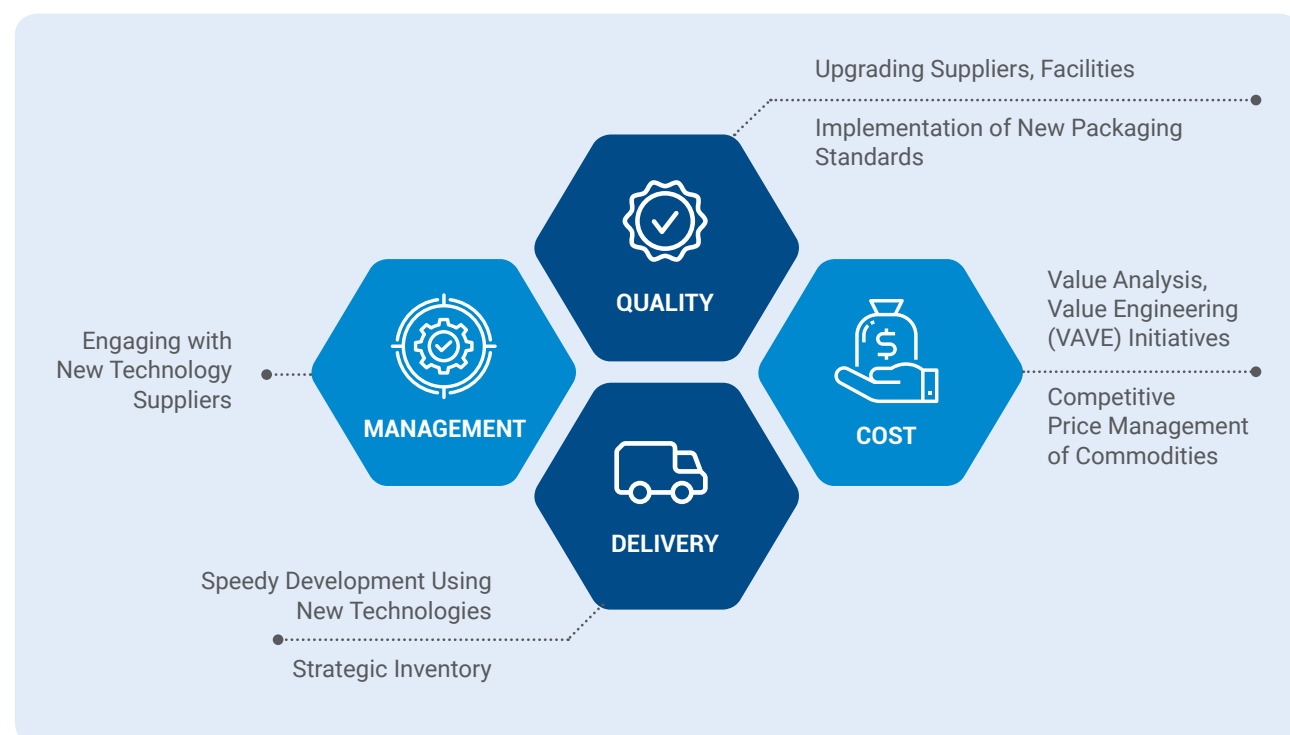 Upgrading Suppliers, Facilities
Implementation of New Packaging
Standards
QUALITY
Value Analysis,
Value Engineering
(VAVE) Initiatives
Engaging with
New Technology
Suppliers
MANAGEMENT
$
COST
Competitive
Price Management
of Commodities
DELIVERY
Speedy Development Using
New Technologies
Strategic Inventory